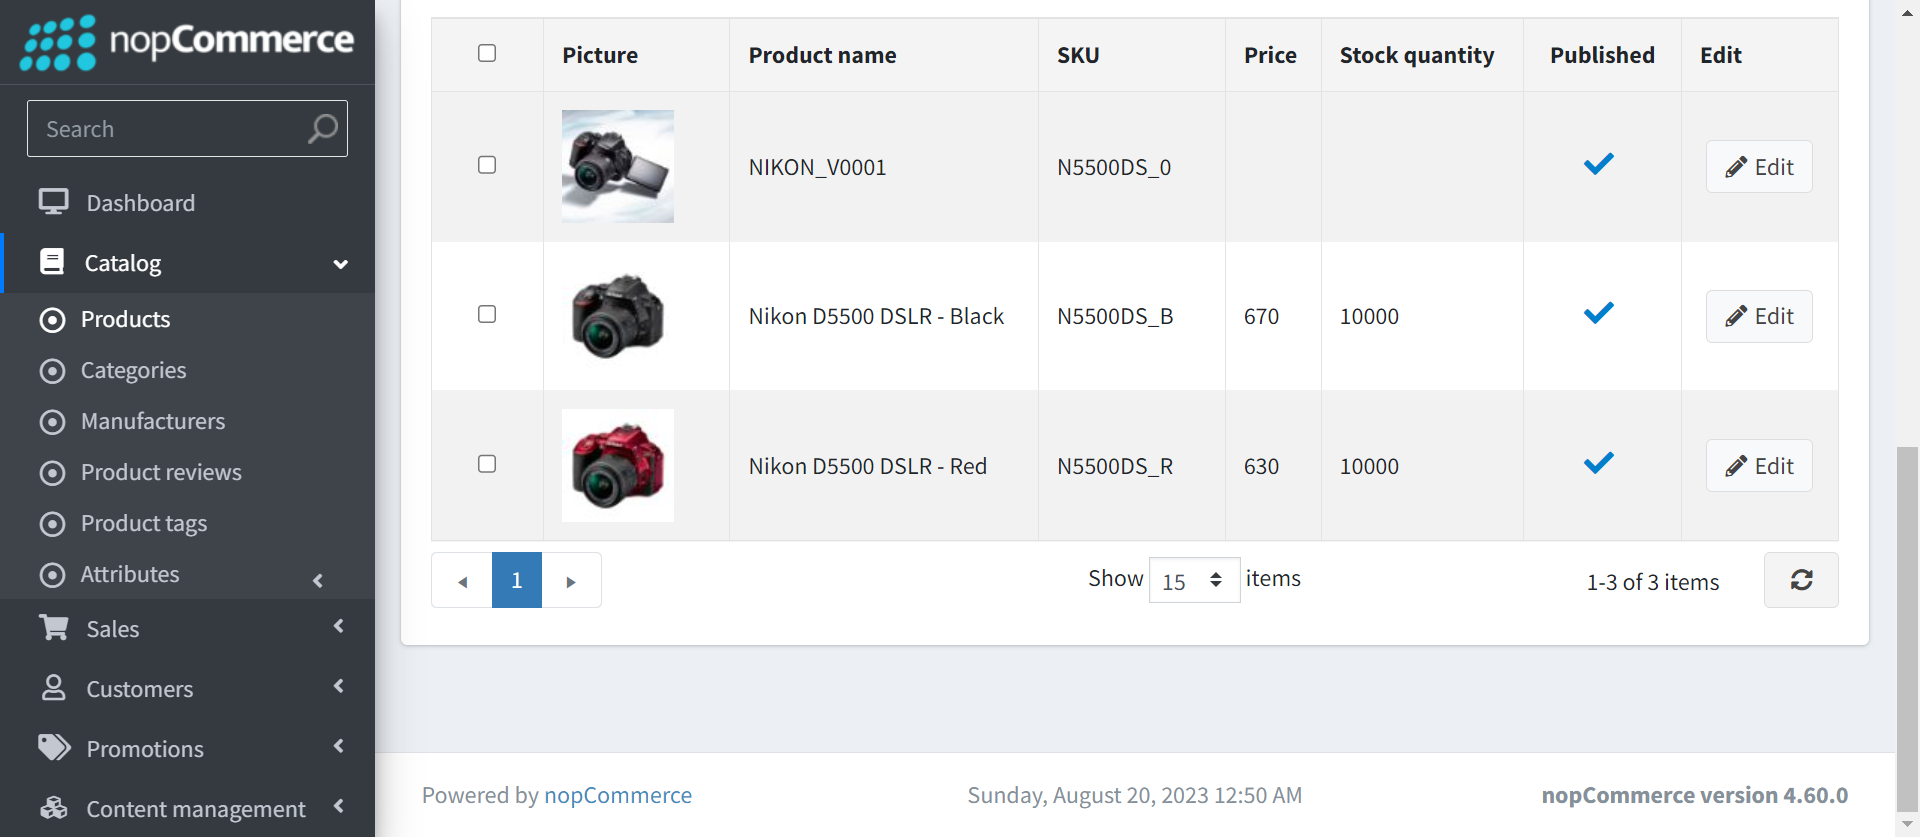 nopCommerce
Search
Dashboard
Catalog
Products
Categories
Manufacturers
Product reviews
Product tags
Attributes
Sales
Customers
Promotions
Content management
Picture Product name SKU Price Stock quantity Published Edit
NIKON_V0001 N5500DS_0 Edit
Nikon D5500 DSLR - Black N5500DS_B 670 10000 Edit
Nikon D5500 DSLR - Red N5500DS_R 630 10000 Edit
1 Show 15 items 1-3 of 3 items
Powered by nopCommerce Sunday, August 20, 2023 12:50 AM nopCommerce version 4.60.0